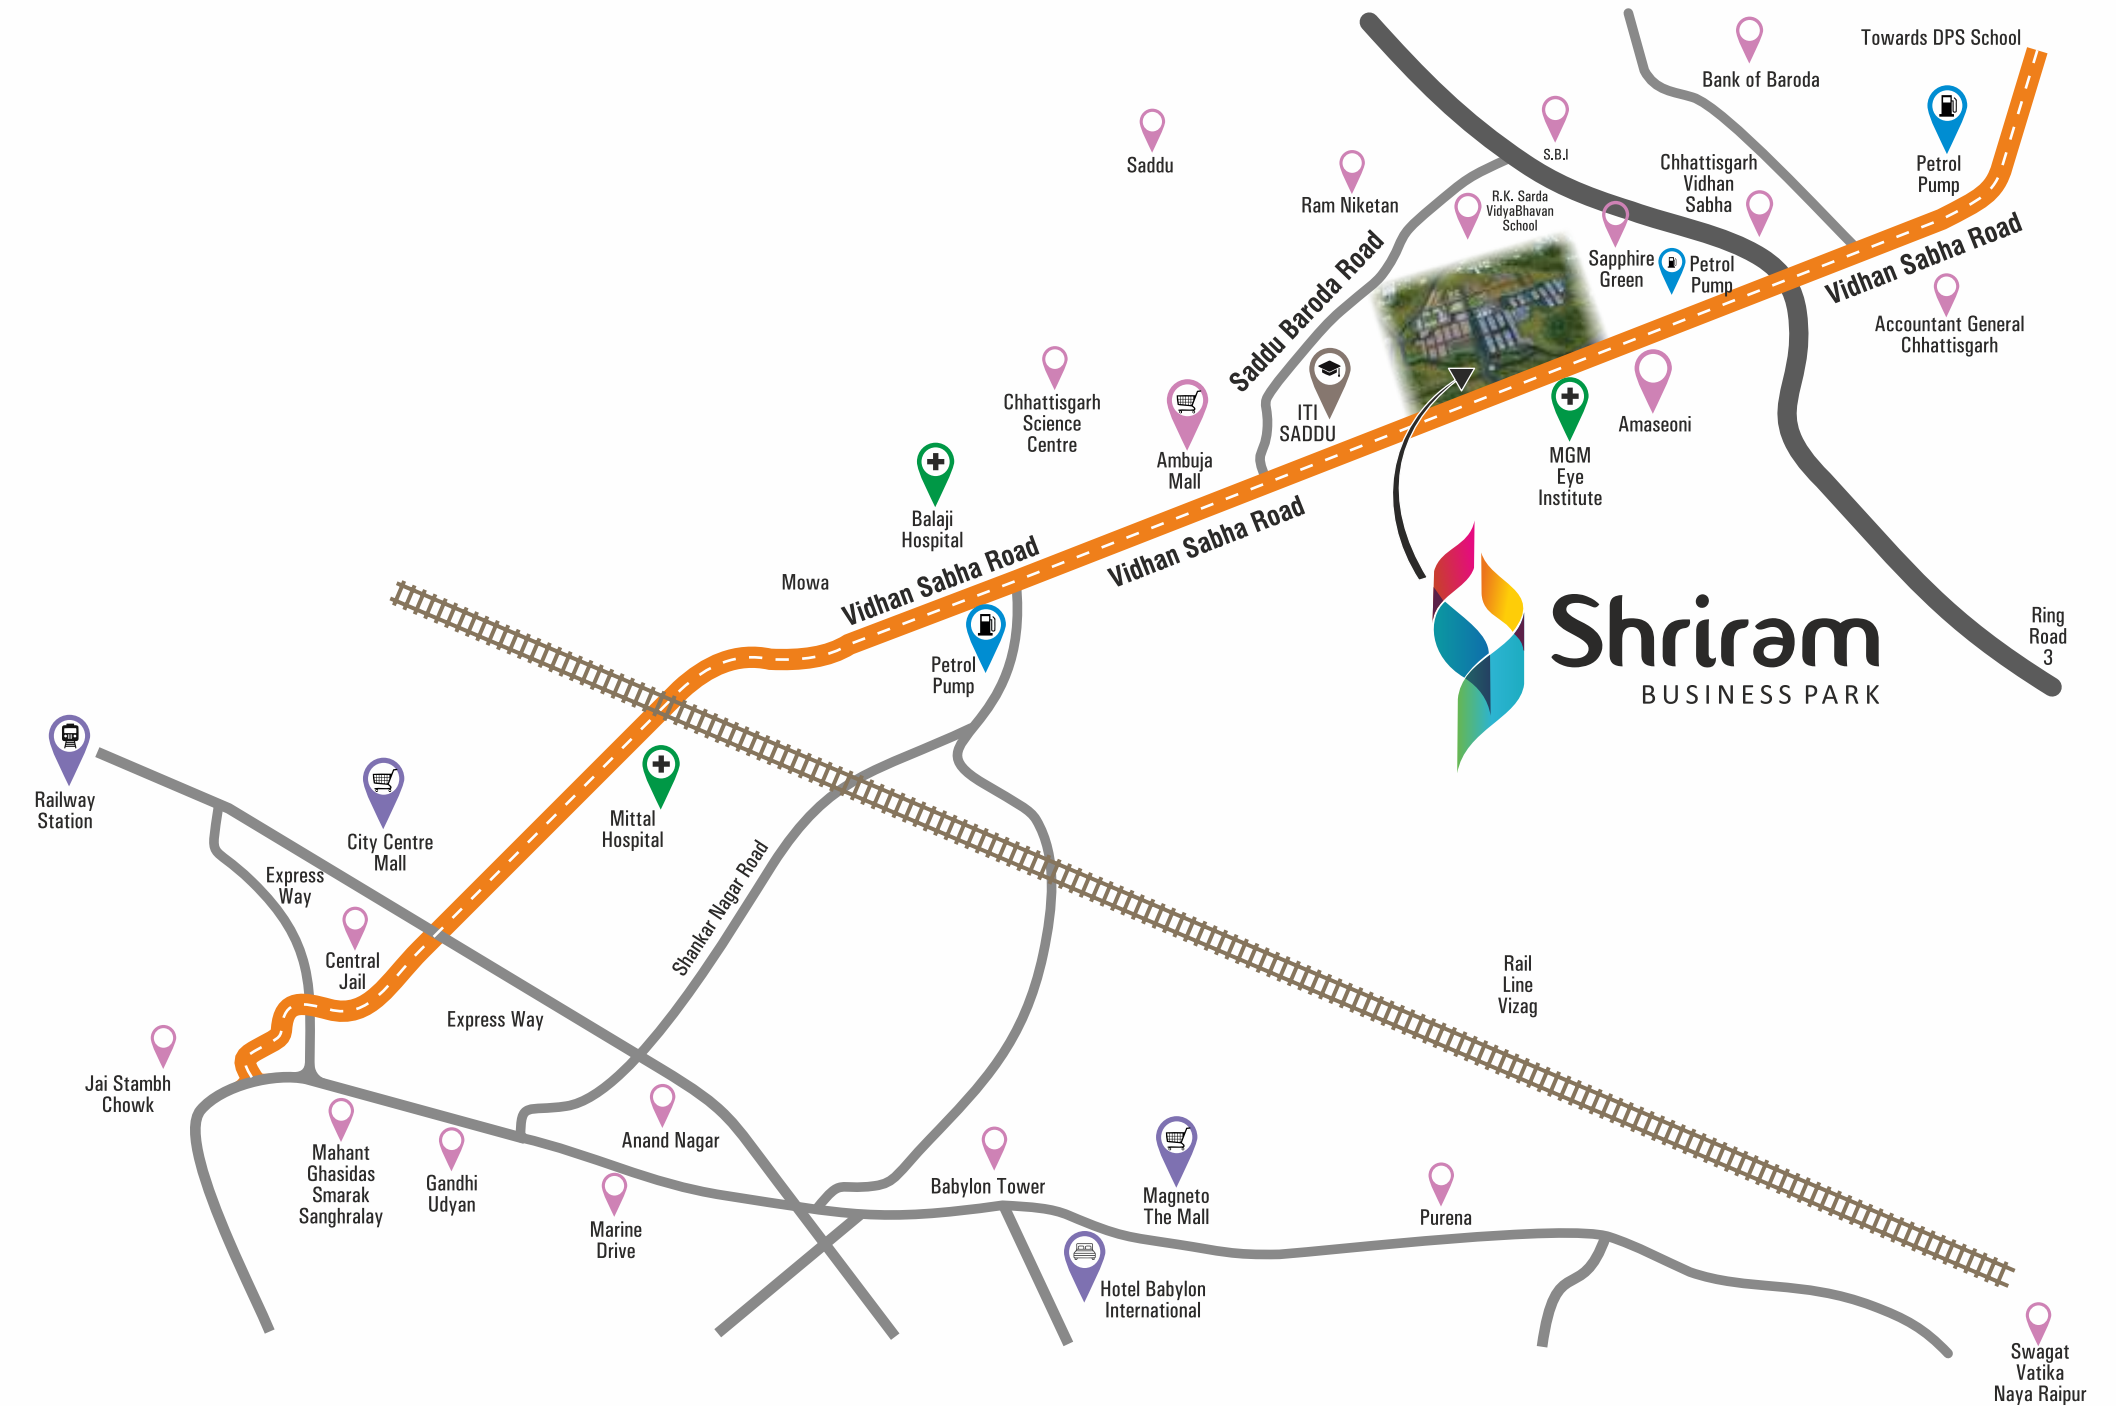 Towards DPS School
Bank of Baroda
Petrol
Pump
S.B.I
Chhattisgarh
Vidhan
Sabha
Saddu
Ram Niketan
R.K. Sarda
VidyaBhavan
School
Sapphire
Green
Petrol
Pump
Vidhan Sabha Road
Accountant General
Chhattisgarh
Saddu Baroda Road
Chhattisgarh
Science
Centre
Ambuja
Mall
ITI
SADDU
Amaseoni
MGM
Eye
Institute
Balaji
Hospital
Vidhan Sabha Road
Vidhan Sabha Road
Mowa
Petrol
Pump
Shriram
BUSINESS PARK
Ring
Road
3
Railway
Station
City Centre
Mall
Mittal
Hospital
Express
Way
Shankar Nagar Road
Central
Jail
Express Way
Rail
Line
Vizag
Jai Stambh
Chowk
Mahant
Ghasidas
Smarak
Sanghralay
Gandhi
Udyan
Anand Nagar
Marine
Drive
Babylon Tower
Magneto
The Mall
Hotel Babylon
International
Purena
Swagat
Vatika
Naya Raipur